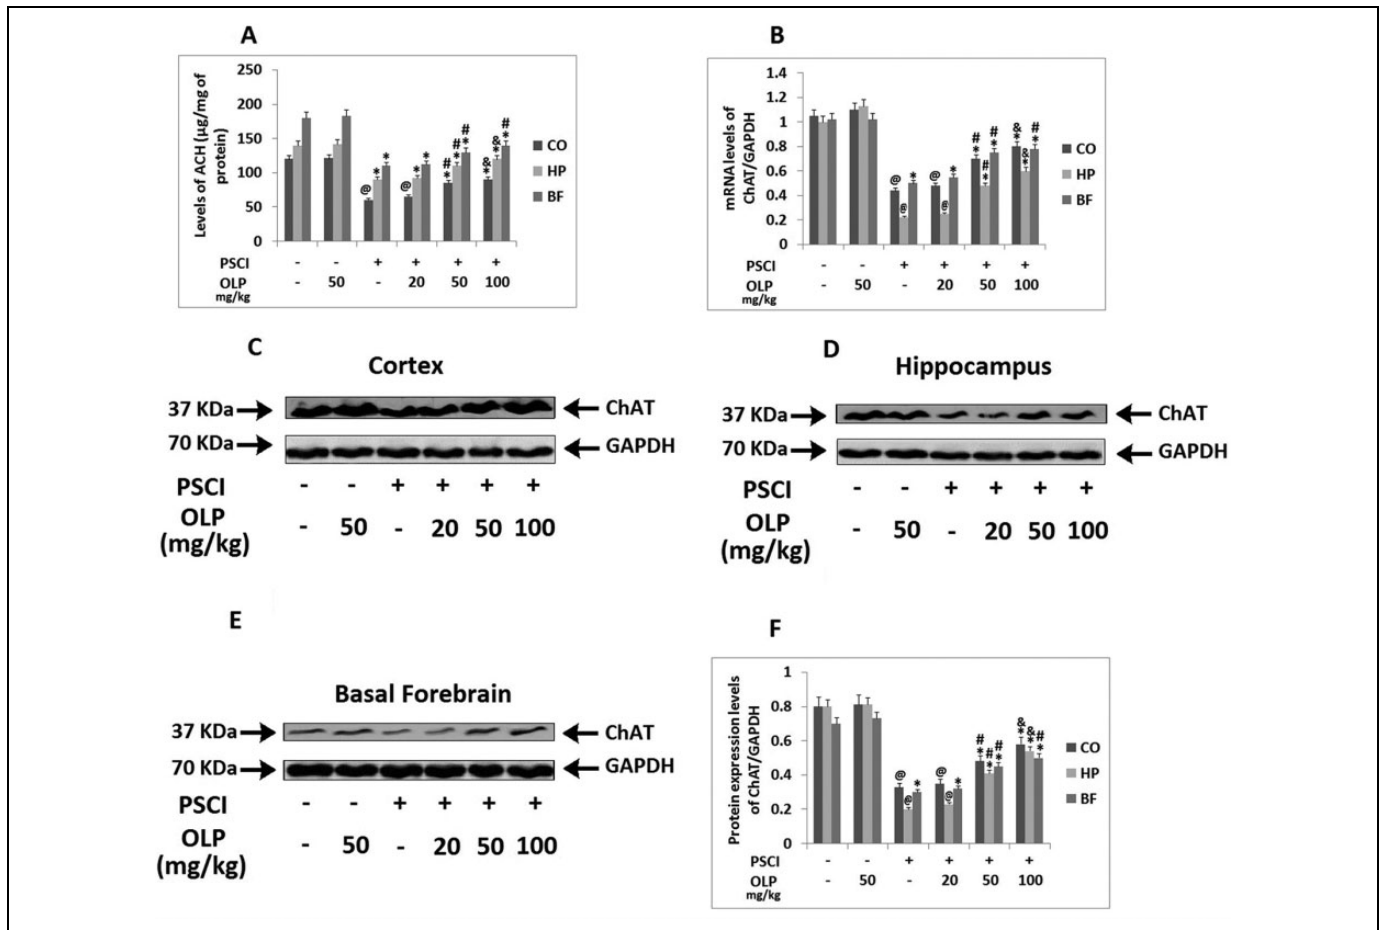 A
Levels of ACH (µg/mg of
protein)
250
200
150
100
50
0
@
*
*
@
*
*
#
*
#
*
#
*
&
*
&
*
#
*
CO
HP
BF
PSCI - - + + + +
OLP - 50 - 20 50 100
mg/kg
B
mRNA levels of
ChAT/GAPDH
1.4
1.2
1
0.8
0.6
0.4
0.2
0
@
@
*
@
@
*
#
*
#
*
#
*
&
*
&
*
#
*
CO
HP
BF
PSCI - - + + + +
OLP - 50 - 20 50 100
mg/kg
C
Cortex
37 KDa ChAT
70 KDa GAPDH
PSCI - - + + + +
OLP - 50 - 20 50 100
(mg/kg)
D
Hippocampus
37 KDa ChAT
70 KDa GAPDH
PSCI - - + + + +
OLP - 50 - 20 50 100
(mg/kg)
E
Basal Forebrain
37 KDa ChAT
70 KDa GAPDH
PSCI - - + + + +
OLP - 50 - 20 50 100
(mg/kg)
F
Protein expression levels
of ChAT/GAPDH
1
0.8
0.6
0.4
0.2
0
@
@
*
@
@
*
#
*
#
*
#
*
&
*
&
*
#
*
CO
HP
BF
PSCI - - + + + +
OLP - 50 - 20 50 100
mg/kg